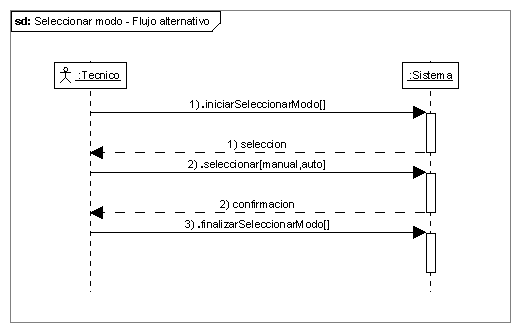 sd: Seleccionar modo - Flujo alternativo
:Tecnico
:Sistema
1).iniciarSeleccionarModo[]
1) seleccion
2).seleccionar[manual,auto]
2) confirmacion
3).finalizarSeleccionarModo[]